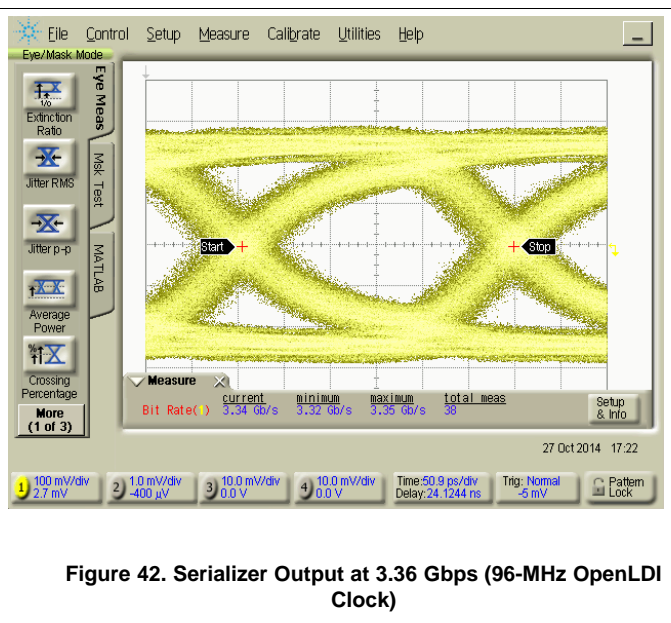 File Control Setup Measure Calibrate Utilities Help
Eye/Mask Mode
Eye Meas
Msk Test
MATLAB
1/0
Extinction
Ratio
Jitter RMS
Jitter p-p
Average
Power
%
Crossing
Percentage
More
(1 of 3)
Start
Stop
Measure
current minimum maximum total meas
Bit Rate(1) 3.34 Gb/s 3.32 Gb/s 3.35 Gb/s 38
Setup
& Info
27 Oct 2014 17:22
1 100 mV/div
2.7 mV
2 1.0 mV/div
-400 µV
3 10.0 mV/div
0.0 V
4 10.0 mV/div
0.0 V
Time:50.9 ps/div
Delay:24.1244 ns
Trig: Normal
-5 mV
Pattern
Lock
Figure 42. Serializer Output at 3.36 Gbps (96-MHz OpenLDI
Clock)